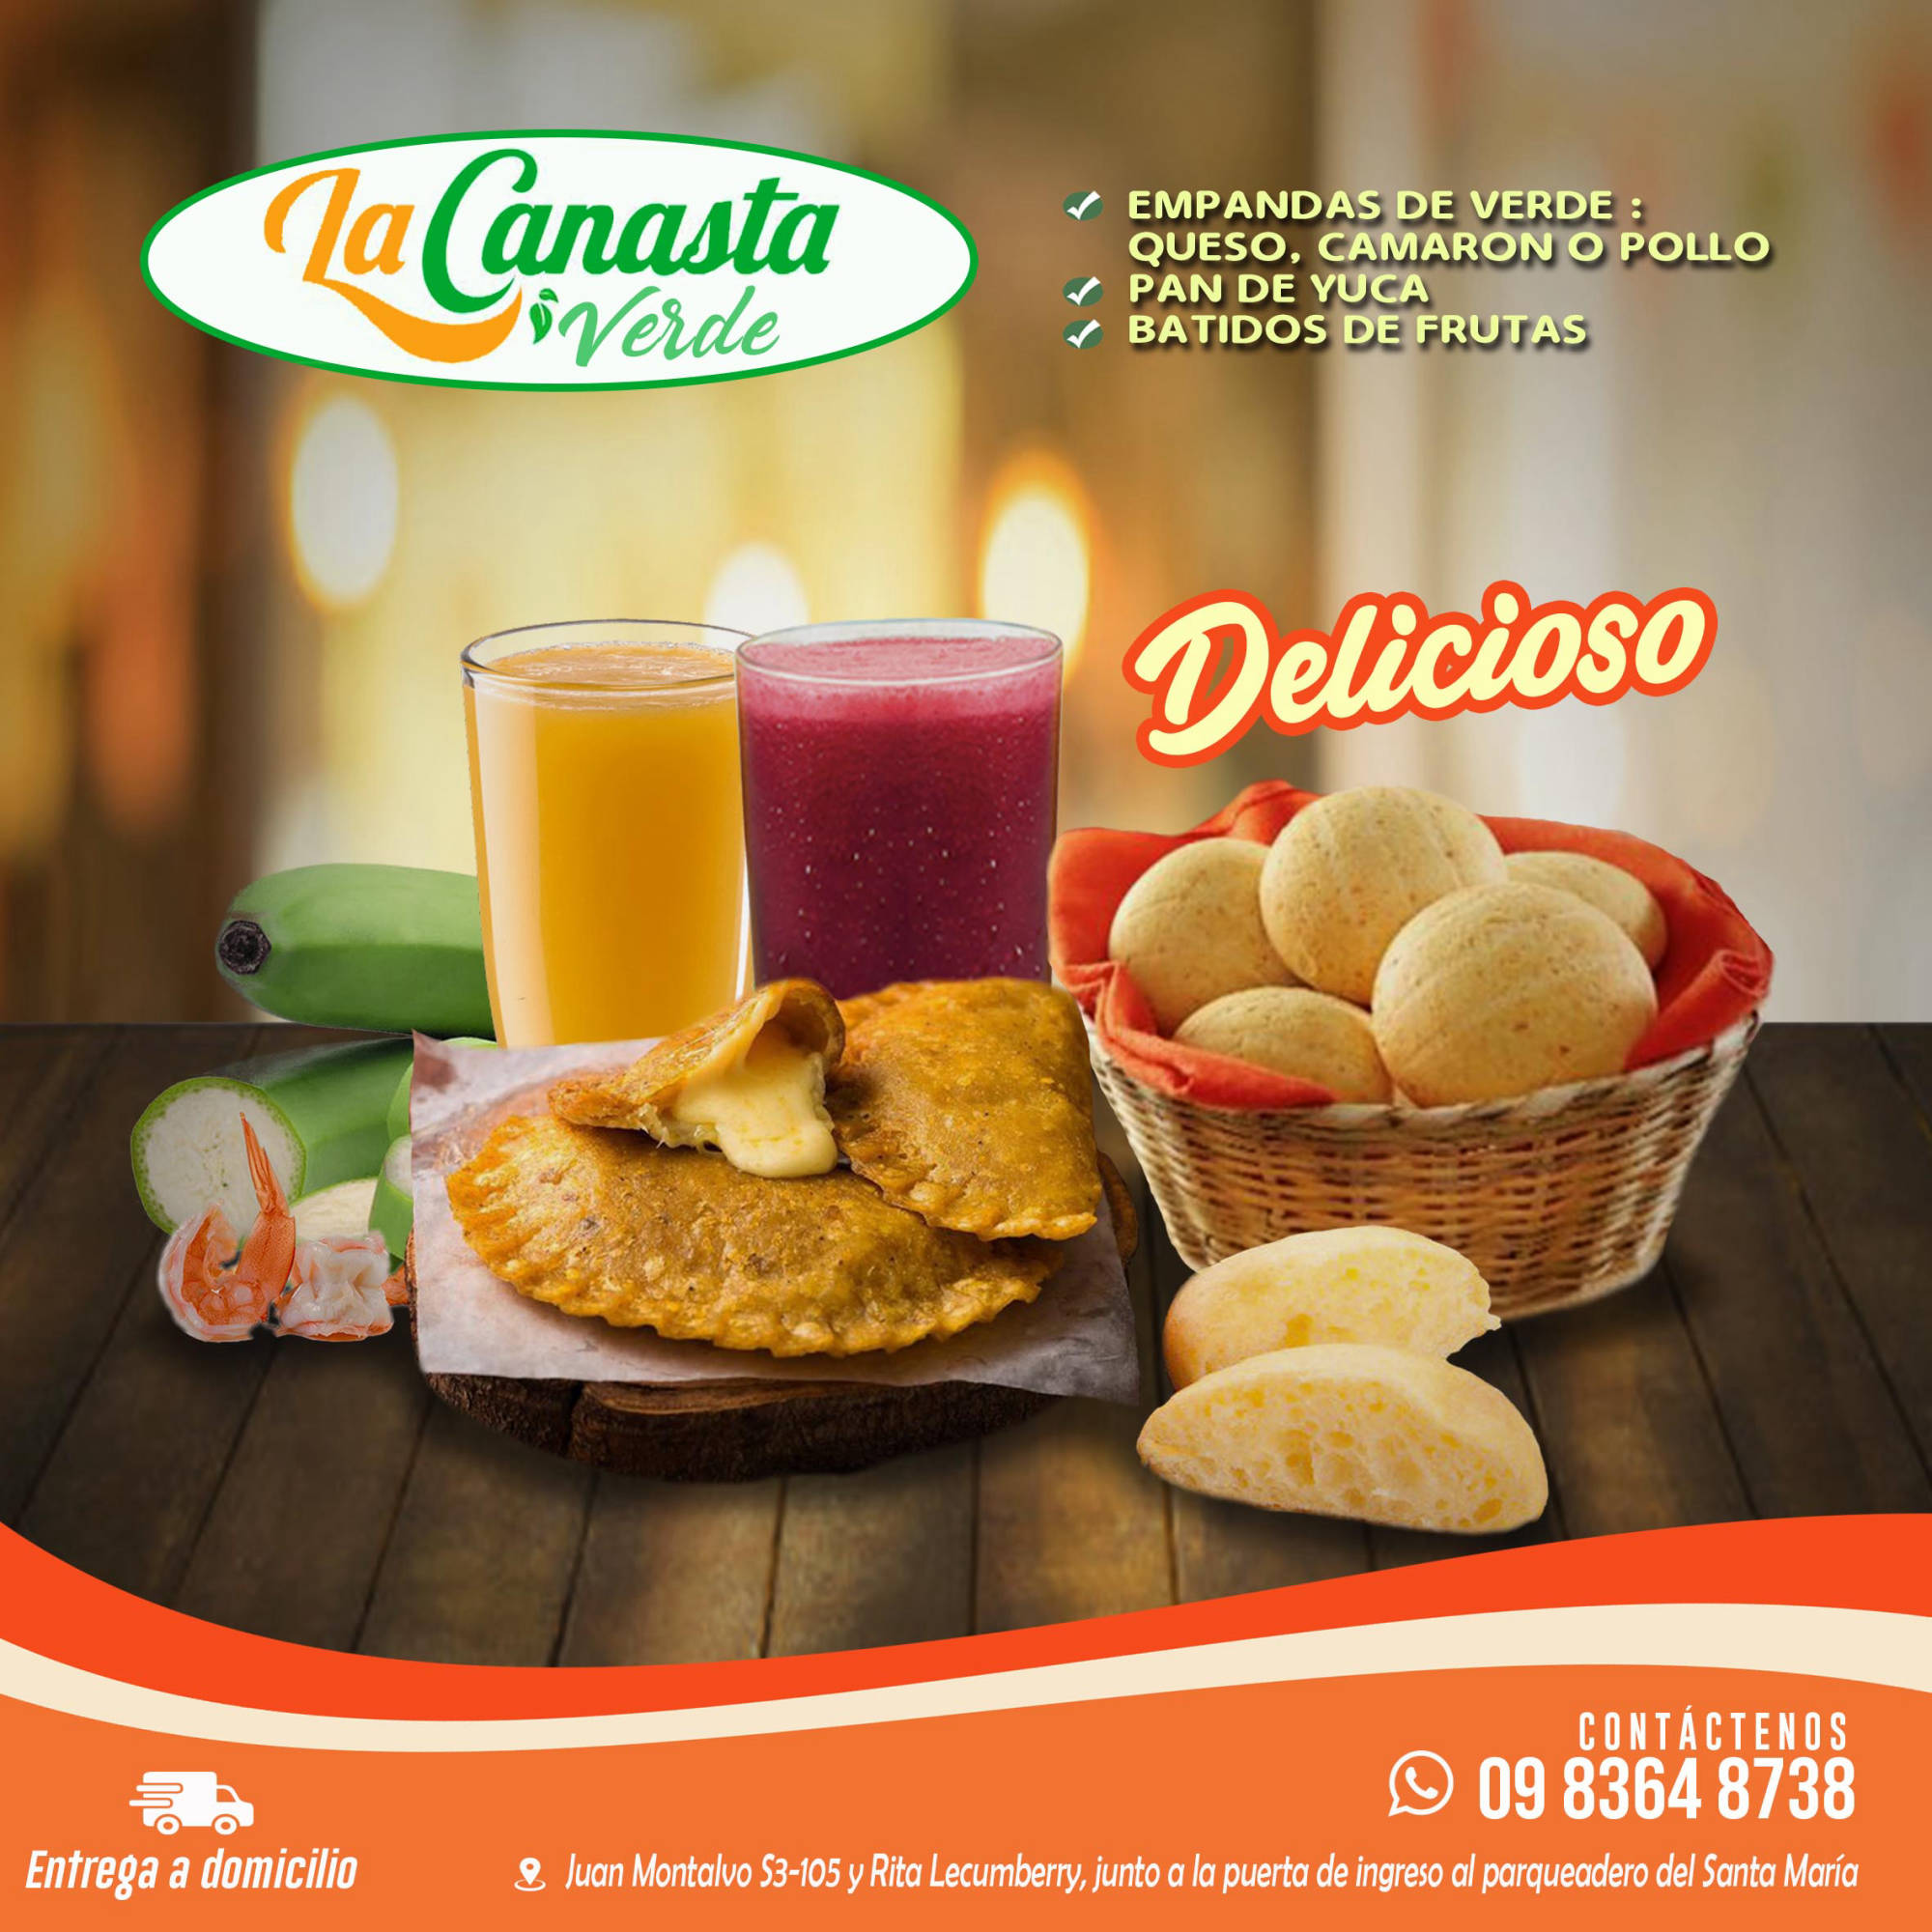 La Canasta
Verde
EMPANDAS DE VERDE :
QUESO, CAMARON O POLLO
PAN DE YUCA
BATIDOS DE FRUTAS
Delicioso
CONTÁCTENOS
09 8364 8738
Entrega a domicilio
Juan Montalvo S3-105 y Rita Lecumberry, junto a la puerta de ingreso al parqueadero del Santa María